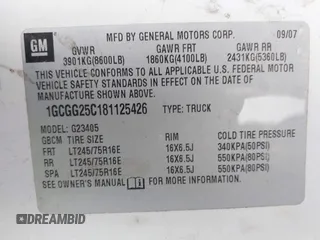 GM
MFD BY GENERAL MOTORS CORP. 09/07
GVWR GAWR FRT GAWR RR
3901KG(8600LB) 1860KG(4100LB) 2431KG(5360LB)
THIS VEHICLE CONFORMS TO ALL APPLICABLE U.S. FEDERAL MOTOR
VEHICLE SAFETY STANDARDS IN EFFECT ON THE DATE OF
MANUFACTURE SHOWN ABOVE.
1GCGG25C181125426 TYPE: TRUCK
MODEL: G23405
GBCM TIRE SIZE RIM COLD TIRE PRESSURE
FRT LT245/75R16E 16X6.5J 340KPA(50PSI)
RR LT245/75R16E 16X6.5J 550KPA(80PSI)
SPA LT245/75R16E 16X6.5J 550KPA(80PSI)
SEE OWNER'S MANUAL FOR ADDITIONAL INFORMATION
DREAMBID